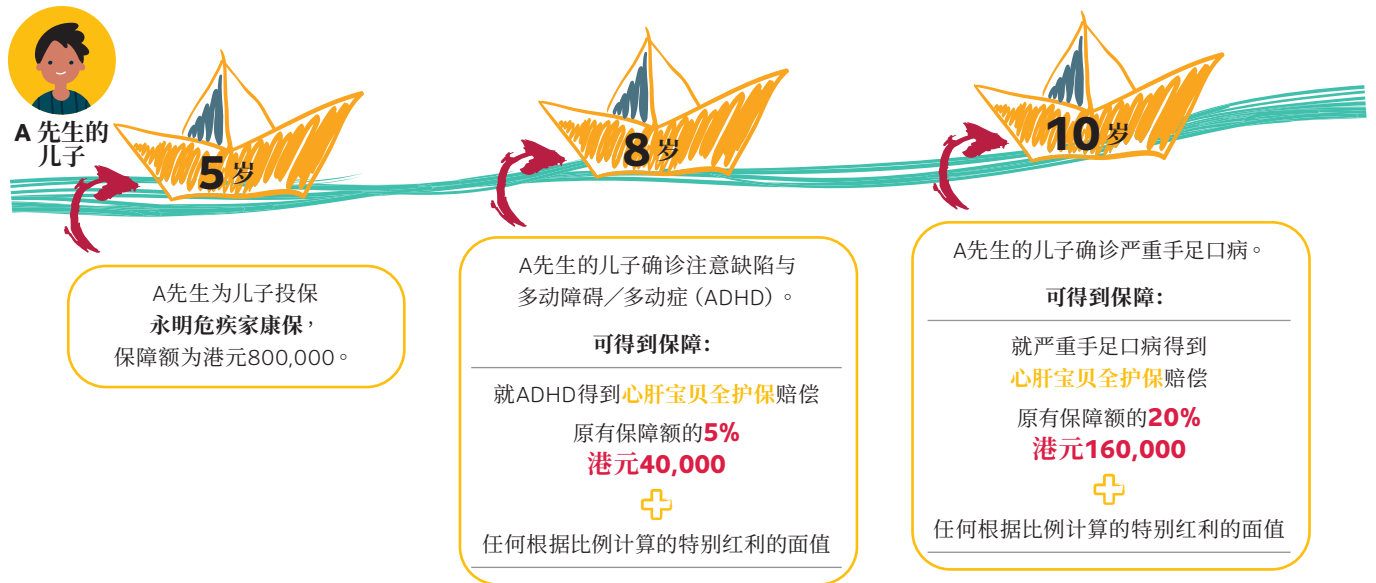 A 先生的
儿子
5 岁
A先生为儿子投保
永明危疾家康保，
保障额为港元800,000。
8 岁
A先生的儿子确诊注意缺陷与
多动障碍／多动症（ADHD）。
可得到保障：
就ADHD得到心肝宝贝全护保赔偿
原有保障额的5%
港元40,000
任何根据比例计算的特别红利的面值
10 岁
A先生的儿子确诊严重手足口病。
可得到保障：
就严重手足口病得到
心肝宝贝全护保赔偿
原有保障额的20%
港元160,000
任何根据比例计算的特别红利的面值